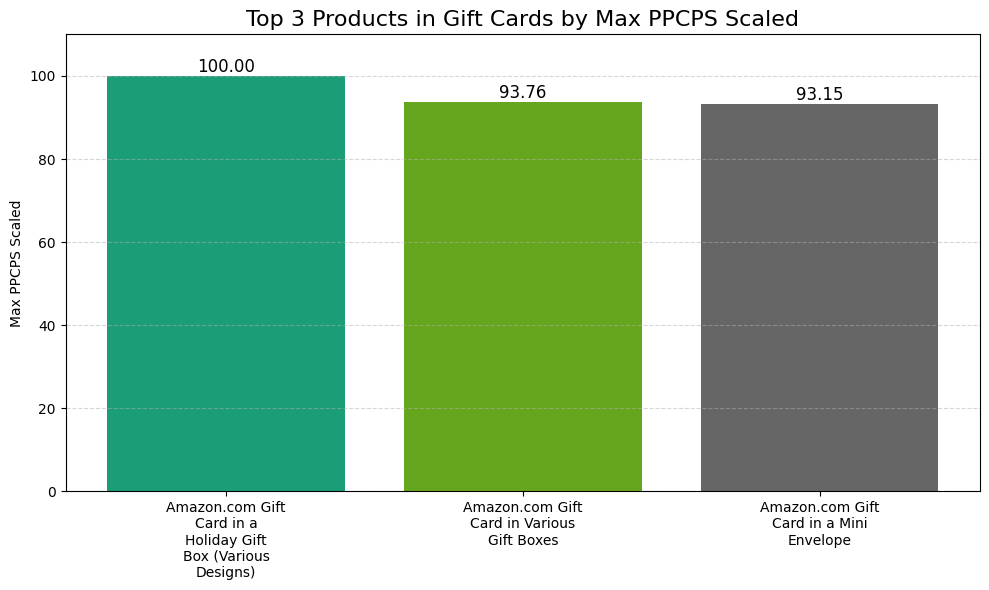 Top 3 Products in Gift Cards by Max PPCPS Scaled
Max PPCPS Scaled
100
80
60
40
20
0
100.00
93.76
93.15
Amazon.com Gift
Card in a
Holiday Gift
Box (Various
Designs)
Amazon.com Gift
Card in Various
Gift Boxes
Amazon.com Gift
Card in a Mini
Envelope